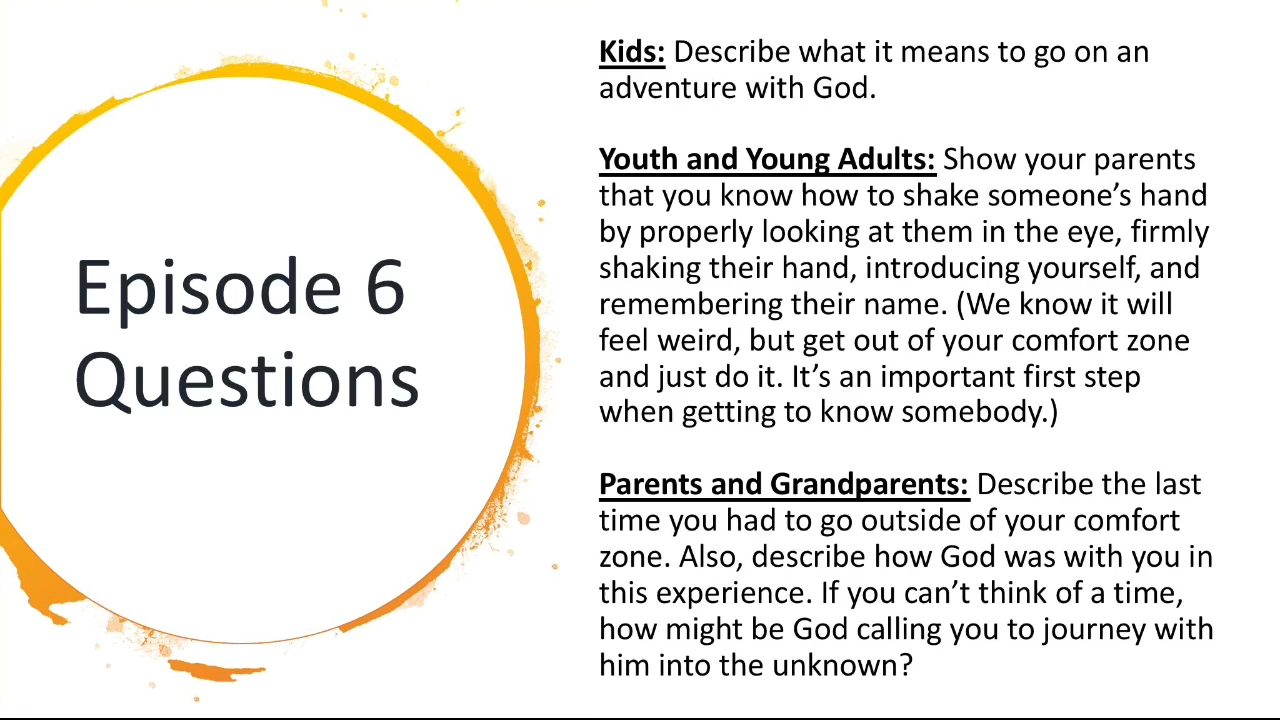 Episode 6
Questions
Kids: Describe what it means to go on an
adventure with God.
Youth and Young Adults: Show your parents
that you know how to shake someone’s hand
by properly looking at them in the eye, firmly
shaking their hand, introducing yourself, and
remembering their name. (We know it will
feel weird, but get out of your comfort zone
and just do it. It’s an important first step
when getting to know somebody.)
Parents and Grandparents: Describe the last
time you had to go outside of your comfort
zone. Also, describe how God was with you in
this experience. If you can’t think of a time,
how might be God calling you to journey with
him into the unknown?